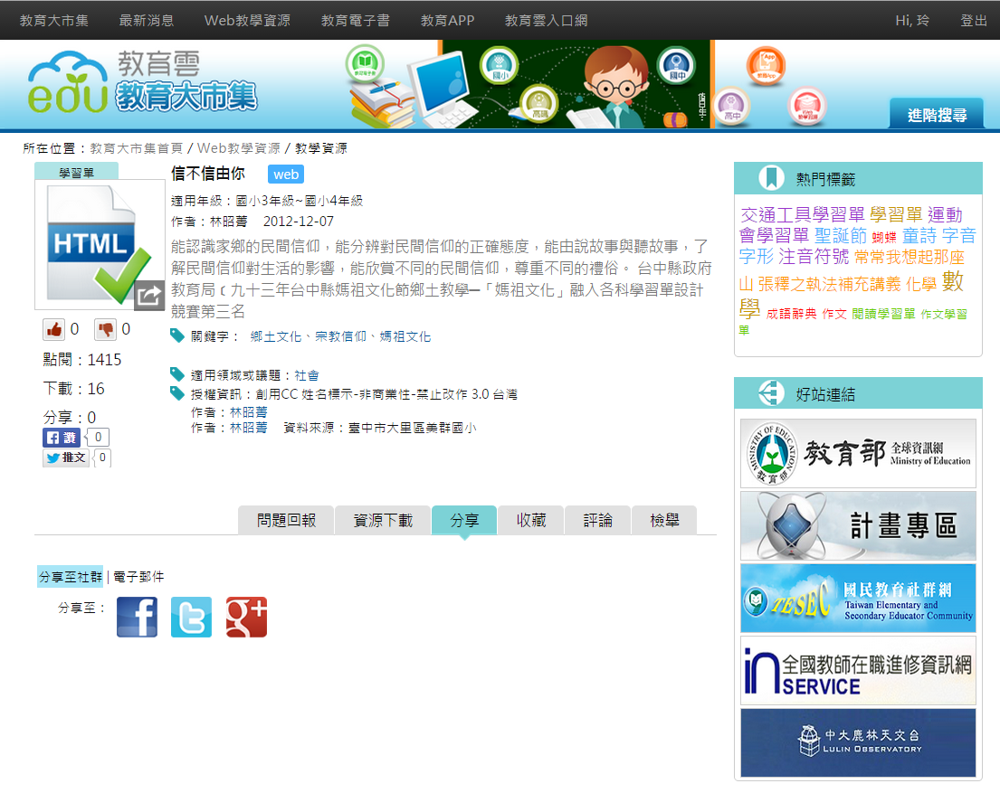 教育大市集 最新消息 Web教學資源 教育電子書 教育APP 教育雲入口網 Hi, 玲 登出
教育雲
edu 教育大市集
國小 國中 高職 高中
App
進階搜尋
所在位置：教育大市集首頁 / Web教學資源 / 教學資源
學習單
HTML
信不信由你 web
適用年級：國小3年級~國小4年級
作者：林昭菁 2012-12-07
能認識家鄉的民間信仰，能分辨對民間信仰的正確態度，能由說故事與聽故事，了
解民間信仰對生活的影響，能欣賞不同的民間信仰，尊重不同的禮俗。 台中縣政府
教育局﹝九十三年台中縣媽祖文化節鄉土教學─「媽祖文化」融入各科學習單設計
競賽第三名
關鍵字： 鄉土文化、宗教信仰、媽祖文化
適用領域或議題：社會
授權資訊：創用CC 姓名標示-非商業性-禁止改作 3.0 台灣
作者：林昭菁
作者：林昭菁 資料來源：臺中市大里區美群國小
0 0
點閱：1415
下載：16
分享：0
讚 0
推文 0
問題回報 資源下載 分享 收藏 評論 檢舉
分享至社群 | 電子郵件
分享至：
熱門標籤
交通工具學習單 學習單 運動
會學習單 聖誕節 蝴蝶 童詩 字音
字形 注音符號 常常我想起那座
山 張釋之執法補充講義 化學 數
學 成語辭典 作文 閱讀學習單 作文學習
單
好站連結
MINISTRY OF EDUCATION
教育部
教育部 全球資訊網
Ministry of Education
計畫專區
TESEC 國民教育社群網
Taiwan Elementary and
Secondary Educator Community
in 全國教師在職進修資訊網
SERVICE
中大鹿林天文台
LULIN OBSERVATORY